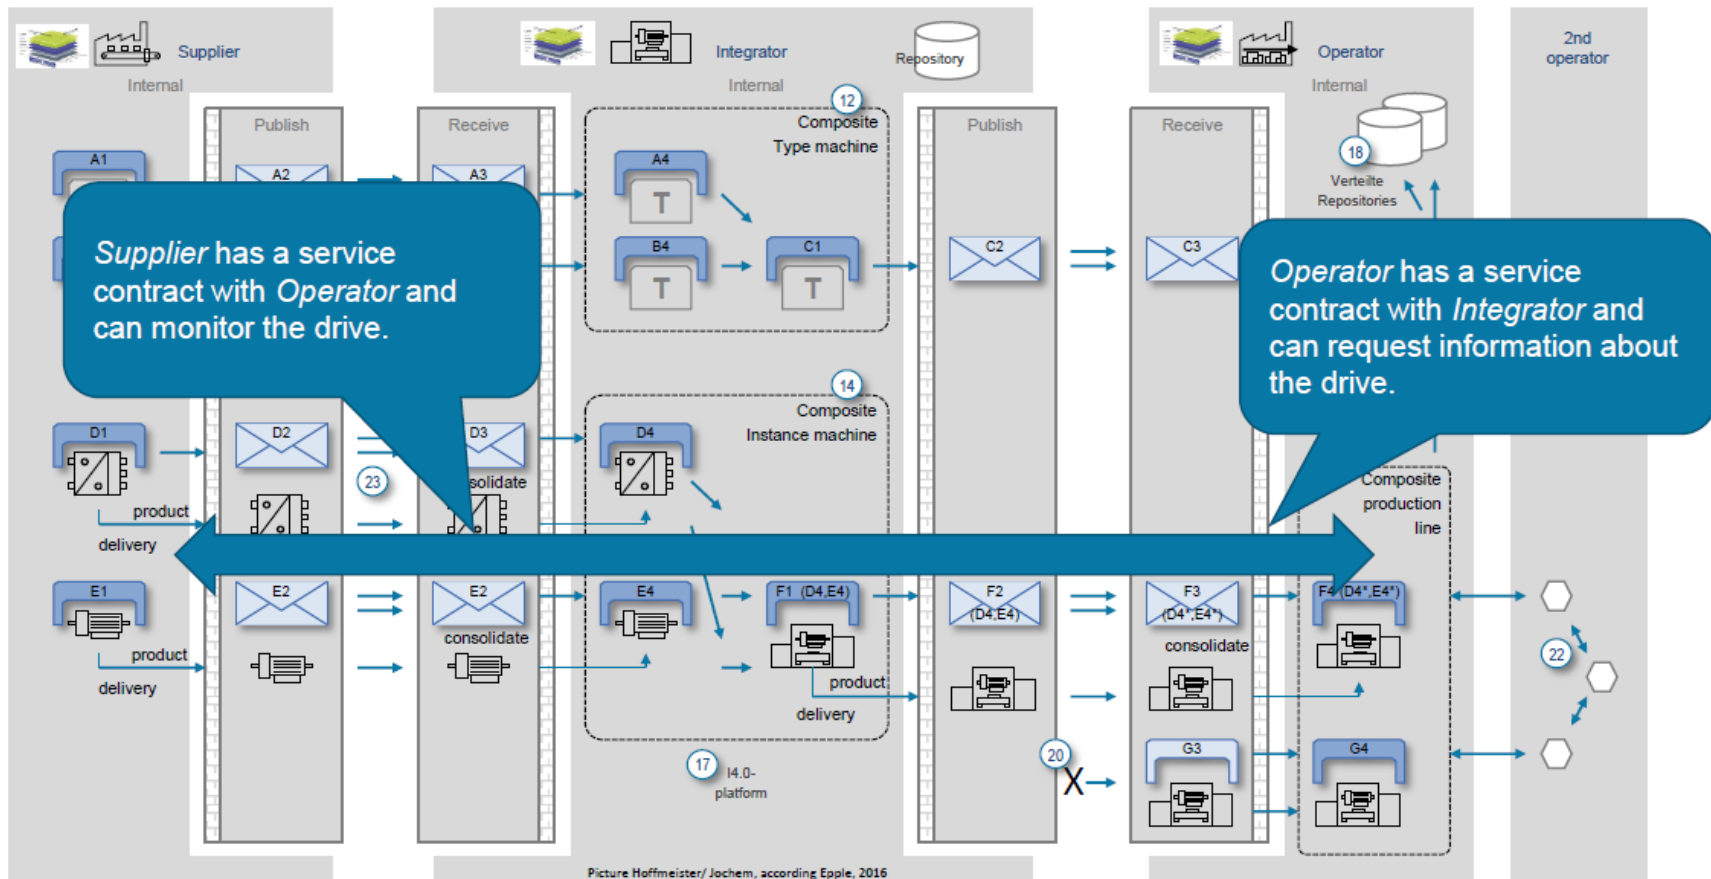 Supplier
Internal
Integrator
Internal
Repository
Operator
Internal
2nd
operator
Publish
Receive
12
Composite
Type machine
Publish
Receive
18
Verteilte
Repositories
A1
A2
A3
A4
T
B4
T
C1
T
C2
C3
Supplier has a service
contract with Operator and
can monitor the drive.
Operator has a service
contract with Integrator and
can request information about
the drive.
14
Composite
Instance machine
D1
D2
D3
D4
23
product
delivery
Composite
production
line
E1
E2
E2
E4
F1 (D4,E4)
F2
(D4,E4)
F3
(D4*,E4*)
F4 (D4*,E4*)
consolidate
consolidate
product
delivery
product
delivery
22
17
I4.0-
platform
20
X
G3
G4
Picture Hoffmeister/ Jochem, according Epple, 2016